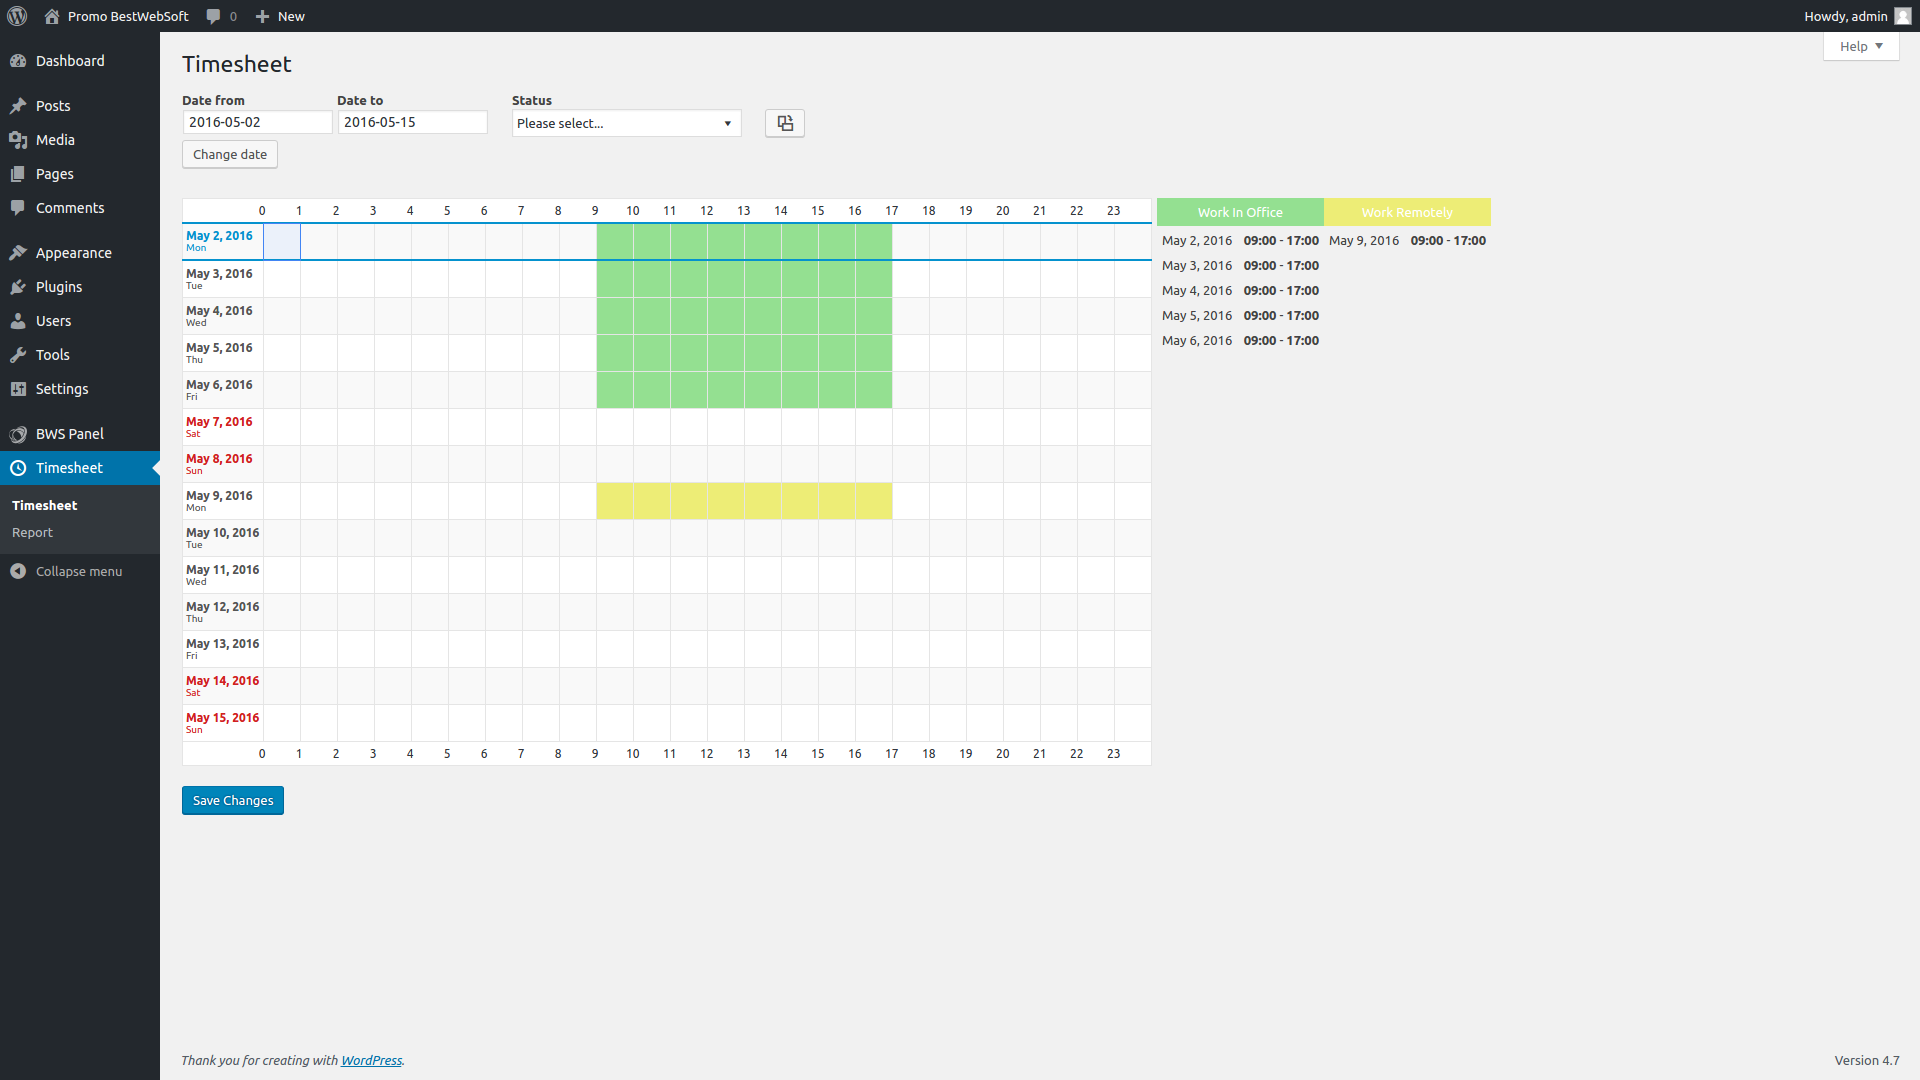 Promo BestWebSoft 0 New Howdy, admin
Help
Dashboard
Posts
Media
Pages
Comments
Appearance
Plugins
Users
Tools
Settings
BWS Panel
Timesheet
Timesheet
Report
Collapse menu
Timesheet
Date from Date to Status
2016-05-02 2016-05-15 Please select...
Change date
0 1 2 3 4 5 6 7 8 9 10 11 12 13 14 15 16 17 18 19 20 21 22 23
May 2, 2016
Mon
May 3, 2016
Tue
May 4, 2016
Wed
May 5, 2016
Thu
May 6, 2016
Fri
May 7, 2016
Sat
May 8, 2016
Sun
May 9, 2016
Mon
May 10, 2016
Tue
May 11, 2016
Wed
May 12, 2016
Thu
May 13, 2016
Fri
May 14, 2016
Sat
May 15, 2016
Sun
0 1 2 3 4 5 6 7 8 9 10 11 12 13 14 15 16 17 18 19 20 21 22 23
Work In Office Work Remotely
May 2, 2016 09:00 - 17:00 May 9, 2016 09:00 - 17:00
May 3, 2016 09:00 - 17:00
May 4, 2016 09:00 - 17:00
May 5, 2016 09:00 - 17:00
May 6, 2016 09:00 - 17:00
Save Changes
Thank you for creating with WordPress. Version 4.7